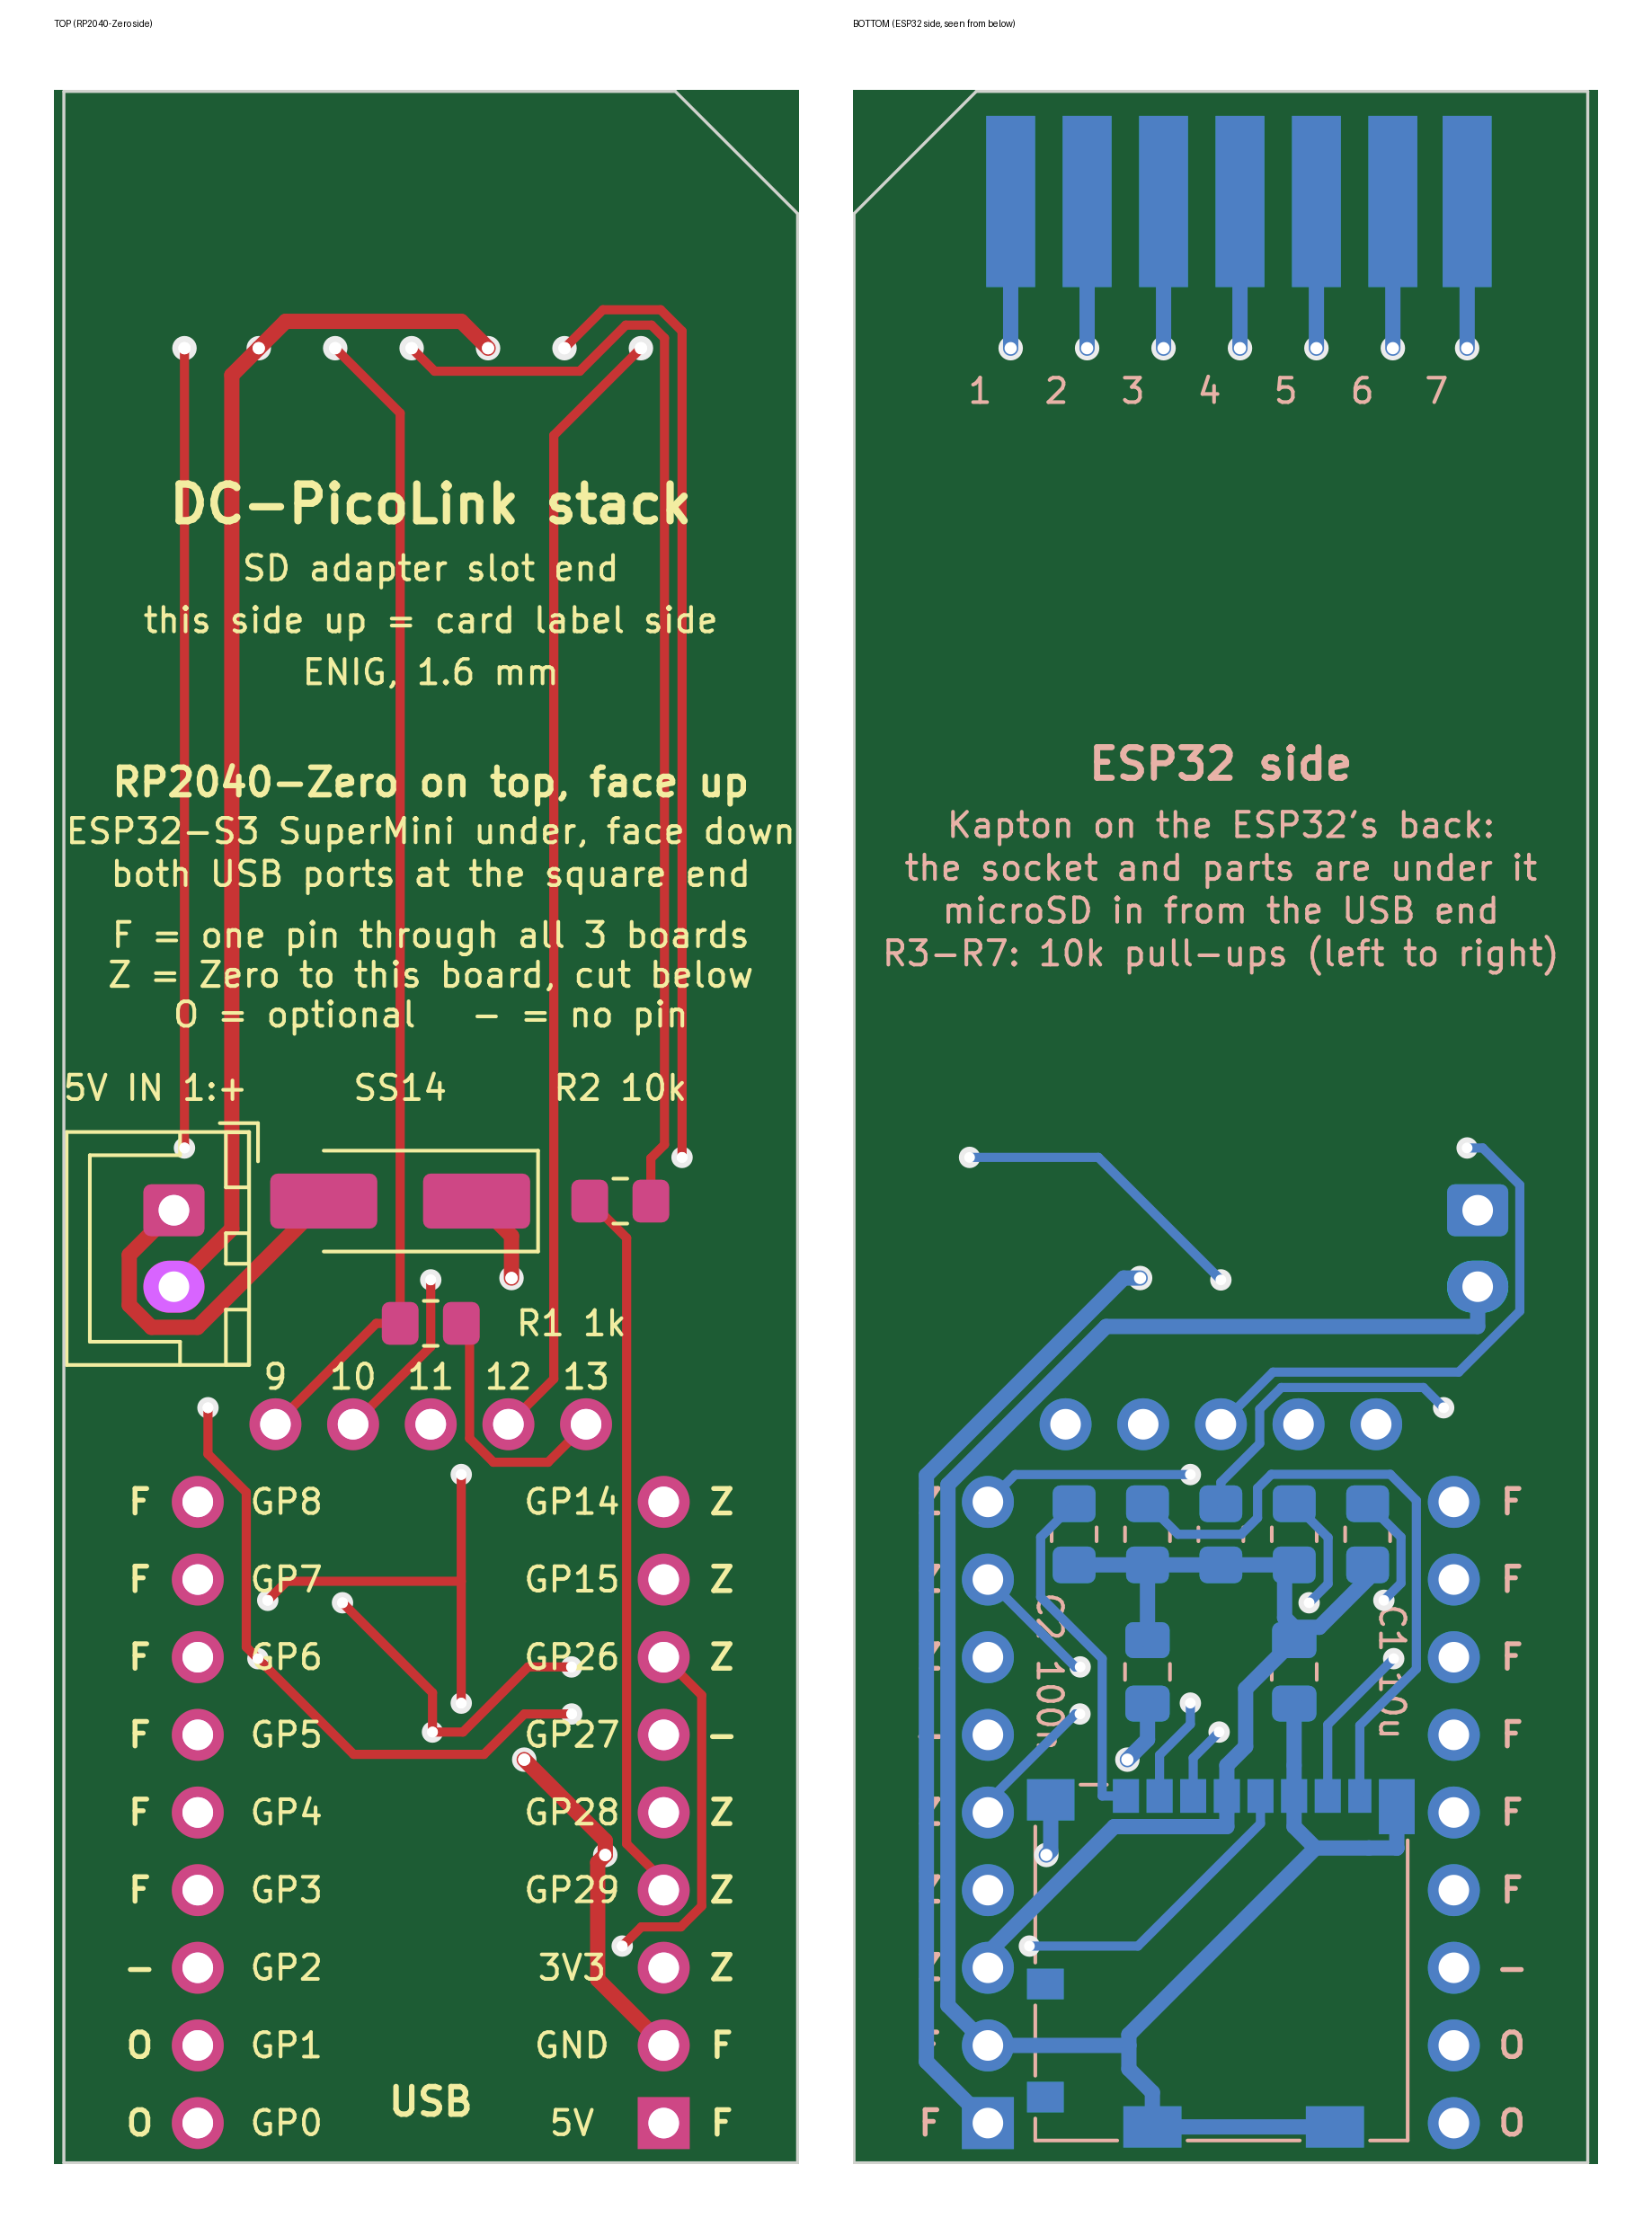 TOP (RP2040-Zero side)
DC-PicoLink stack
SD adapter slot end
this side up = card label side
ENIG, 1.6 mm
RP2040-Zero on top, face up
ESP32-S3 SuperMini under, face down
both USB ports at the square end
F = one pin through all 3 boards
Z = Zero to this board, cut below
O = optional - = no pin
5V IN 1:+ SS14 R2 10k
R1 1k
9 10 11 12 13
F GP8 GP14 Z
F GP7 GP15 Z
F GP6 GP26 Z
F GP5 GP27 -
F GP4 GP28 Z
F GP3 GP29 Z
- GP2 3V3 Z
O GP1 GND F
USB
O GP0 5V F
BOTTOM (ESP32 side, seen from below)
1 2 3 4 5 6 7
ESP32 side
Kapton on the ESP32's back:
the socket and parts are under it
microSD in from the USB end
R3-R7: 10k pull-ups (left to right)
Z F
Z F
C2 100n
C1 10u
Z F
- F
Z F
Z F
Z -
F O
F O